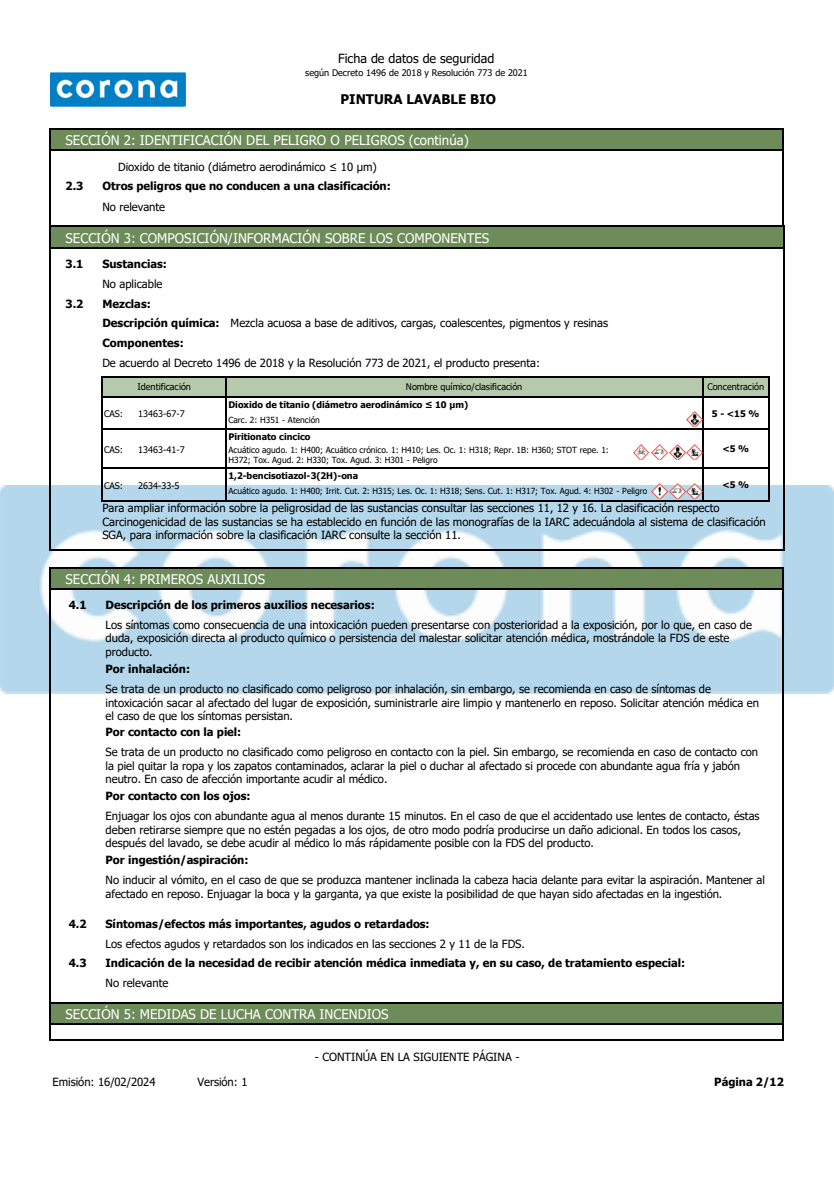 Ficha de datos de seguridad
según Decreto 1496 de 2018 y Resolución 773 de 2021
corona
PINTURA LAVABLE BIO
SECCIÓN 2: IDENTIFICACIÓN DEL PELIGRO O PELIGROS (continúa)
Dioxido de titanio (diámetro aerodinámico ≤ 10 µm)
2.3 Otros peligros que no conducen a una clasificación:
No relevante
SECCIÓN 3: COMPOSICIÓN/INFORMACIÓN SOBRE LOS COMPONENTES
3.1 Sustancias:
No aplicable
3.2 Mezclas:
Descripción química: Mezcla acuosa a base de aditivos, cargas, coalescentes, pigmentos y resinas
Componentes:
De acuerdo al Decreto 1496 de 2018 y la Resolución 773 de 2021, el producto presenta:
Identificación Nombre químico/clasificación Concentración
CAS: 13463-67-7 Dioxido de titanio (diámetro aerodinámico ≤ 10 µm) 5 - <15 %
Carc. 2: H351 - Atención
CAS: 13463-41-7 Piritionato cincico <5 %
Acuático agudo. 1: H400; Acuático crónico. 1: H410; Les. Oc. 1: H318; Repr. 1B: H360; STOT repe. 1:
H372; Tox. Agud. 2: H330; Tox. Agud. 3: H301 - Peligro
CAS: 2634-33-5 1,2-bencisotiazol-3(2H)-ona <5 %
Acuático agudo. 1: H400; Irrit. Cut. 2: H315; Les. Oc. 1: H318; Sens. Cut. 1: H317; Tox. Agud. 4: H302 - Peligro
Para ampliar información sobre la peligrosidad de las sustancias consultar las secciones 11, 12 y 16. La clasificación respecto
Carcinogenicidad de las sustancias se ha establecido en función de las monografías de la IARC adecuándola al sistema de clasificación
SGA, para información sobre la clasificación IARC consulte la sección 11.
corona
SECCIÓN 4: PRIMEROS AUXILIOS
4.1 Descripción de los primeros auxilios necesarios:
Los síntomas como consecuencia de una intoxicación pueden presentarse con posterioridad a la exposición, por lo que, en caso de
duda, exposición directa al producto químico o persistencia del malestar solicitar atención médica, mostrándole la FDS de este
producto.
Por inhalación:
Se trata de un producto no clasificado como peligroso por inhalación, sin embargo, se recomienda en caso de síntomas de
intoxicación sacar al afectado del lugar de exposición, suministrarle aire limpio y mantenerlo en reposo. Solicitar atención médica en
el caso de que los síntomas persistan.
Por contacto con la piel:
Se trata de un producto no clasificado como peligroso en contacto con la piel. Sin embargo, se recomienda en caso de contacto con
la piel quitar la ropa y los zapatos contaminados, aclarar la piel o duchar al afectado si procede con abundante agua fría y jabón
neutro. En caso de afección importante acudir al médico.
Por contacto con los ojos:
Enjuagar los ojos con abundante agua al menos durante 15 minutos. En el caso de que el accidentado use lentes de contacto, éstas
deben retirarse siempre que no estén pegadas a los ojos, de otro modo podría producirse un daño adicional. En todos los casos,
después del lavado, se debe acudir al médico lo más rápidamente posible con la FDS del producto.
Por ingestión/aspiración:
No inducir al vómito, en el caso de que se produzca mantener inclinada la cabeza hacia delante para evitar la aspiración. Mantener al
afectado en reposo. Enjuagar la boca y la garganta, ya que existe la posibilidad de que hayan sido afectadas en la ingestión.
4.2 Síntomas/efectos más importantes, agudos o retardados:
Los efectos agudos y retardados son los indicados en las secciones 2 y 11 de la FDS.
4.3 Indicación de la necesidad de recibir atención médica inmediata y, en su caso, de tratamiento especial:
No relevante
SECCIÓN 5: MEDIDAS DE LUCHA CONTRA INCENDIOS
- CONTINÚA EN LA SIGUIENTE PÁGINA -
Emisión: 16/02/2024 Versión: 1 Página 2/12